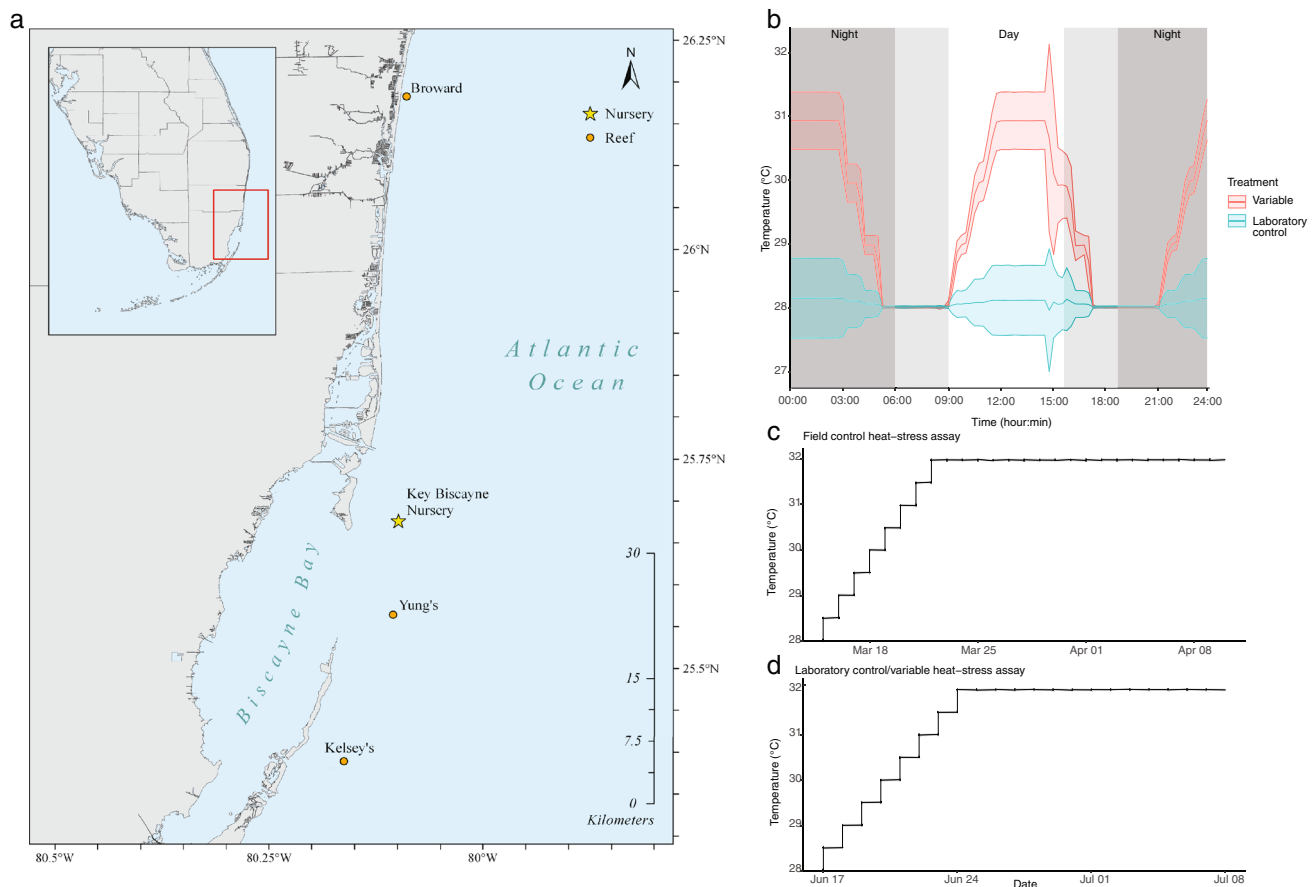 a
26.25°N
26°N
25.75°N
25.5°N
80.5°W
80.25°W
80°W
N
Nursery
Reef
Broward
Atlantic
Ocean
Key Biscayne
Nursery
Biscayne Bay
Yung's
Kelsey's
30
15
7.5
0
Kilometers
b
Night
Day
Night
Temperature (°C)
32
31
30
29
28
27
00:00
03:00
06:00
09:00
12:00
15:00
18:00
21:00
24:00
Time (hour:min)
Treatment
Variable
Laboratory
control
c
Field control heat−stress assay
Temperature (°C)
32
31
30
29
28
Mar 18
Mar 25
Apr 01
Apr 08
d
Laboratory control/variable heat−stress assay
Temperature (°C)
32
31
30
29
28
Jun 17
Jun 24
Jul 01
Jul 08
Date